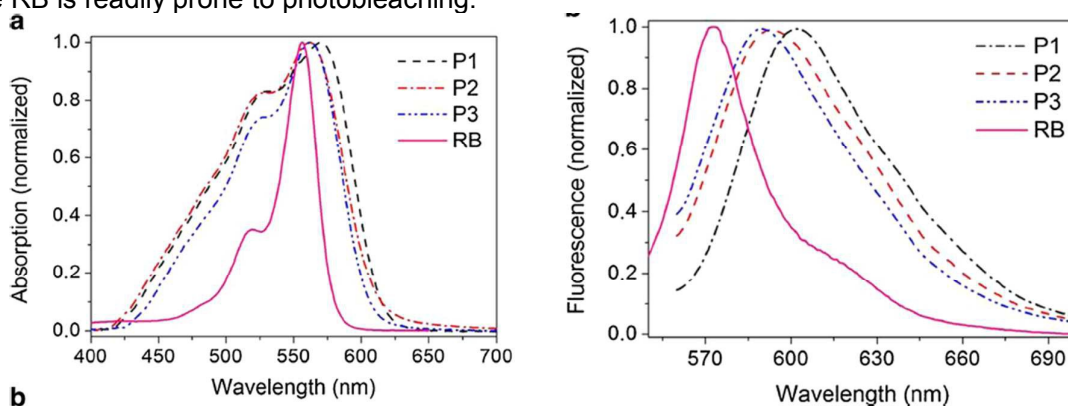 e RB is readily prone to photobleaching.
a
1.0
0.8
0.6
0.4
0.2
0.0
Absorption (normalized)
P1
P2
P3
RB
400
450
500
550
600
650
700
Wavelength (nm)
b
1.0
0.8
0.6
0.4
0.2
0.0
Fluorescence (normalized)
P1
P2
P3
RB
570
600
630
660
690
Wavelength (nm)
b